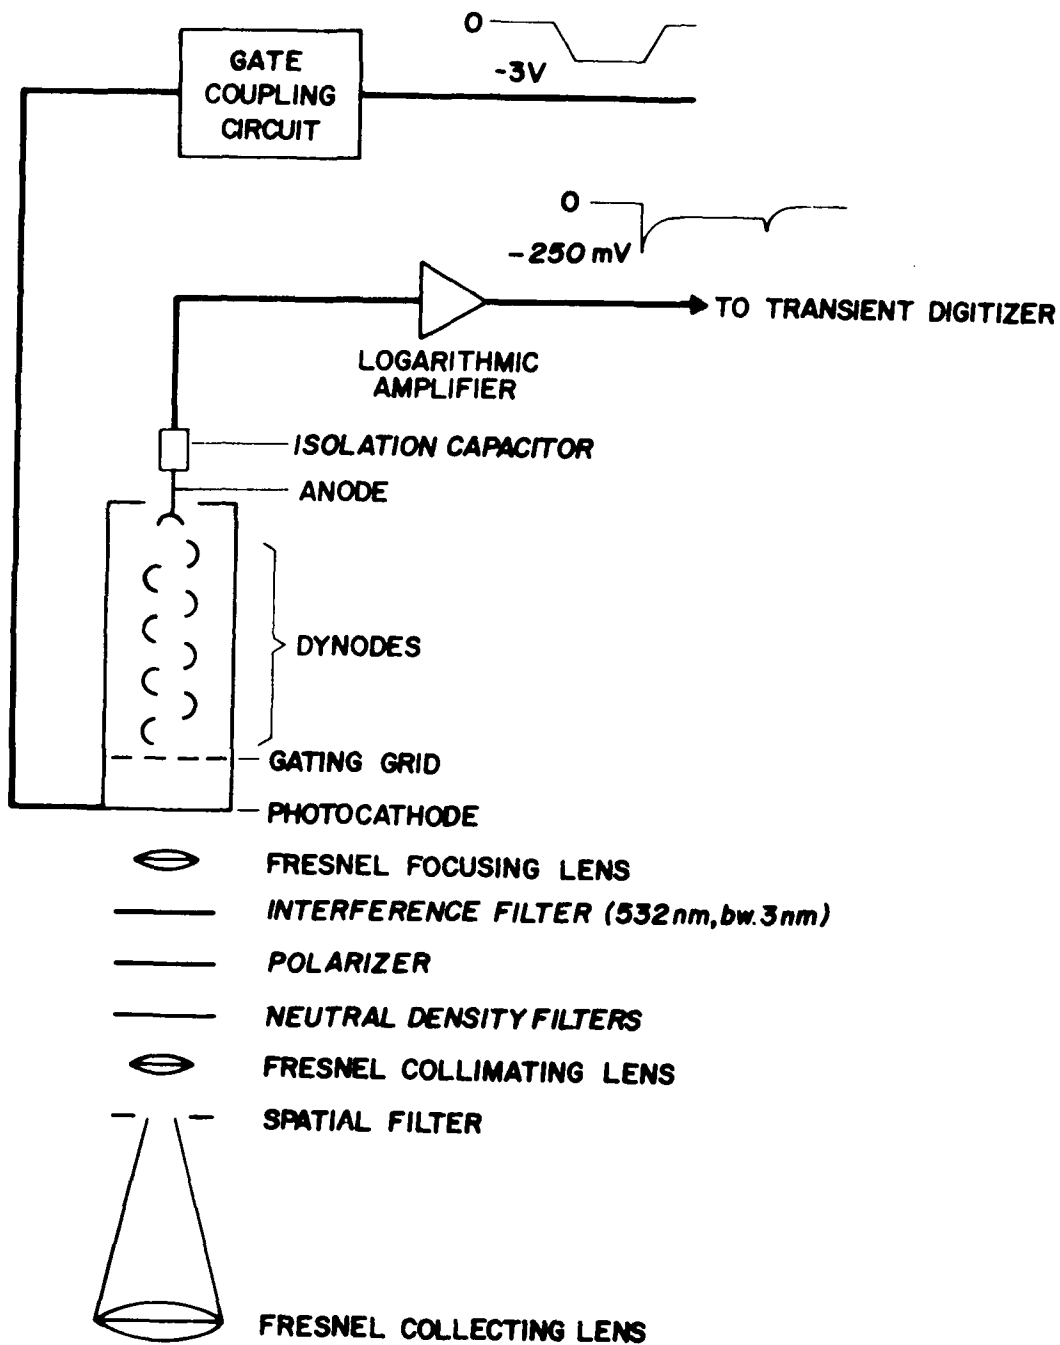 0
-3V
GATE
COUPLING
CIRCUIT
0
-250 mV
TO TRANSIENT DIGITIZER
LOGARITHMIC
AMPLIFIER
ISOLATION CAPACITOR
ANODE
DYNODES
GATING GRID
PHOTOCATHODE
FRESNEL FOCUSING LENS
INTERFERENCE FILTER (532nm, bw. 3nm)
POLARIZER
NEUTRAL DENSITY FILTERS
FRESNEL COLLIMATING LENS
SPATIAL FILTER
FRESNEL COLLECTING LENS